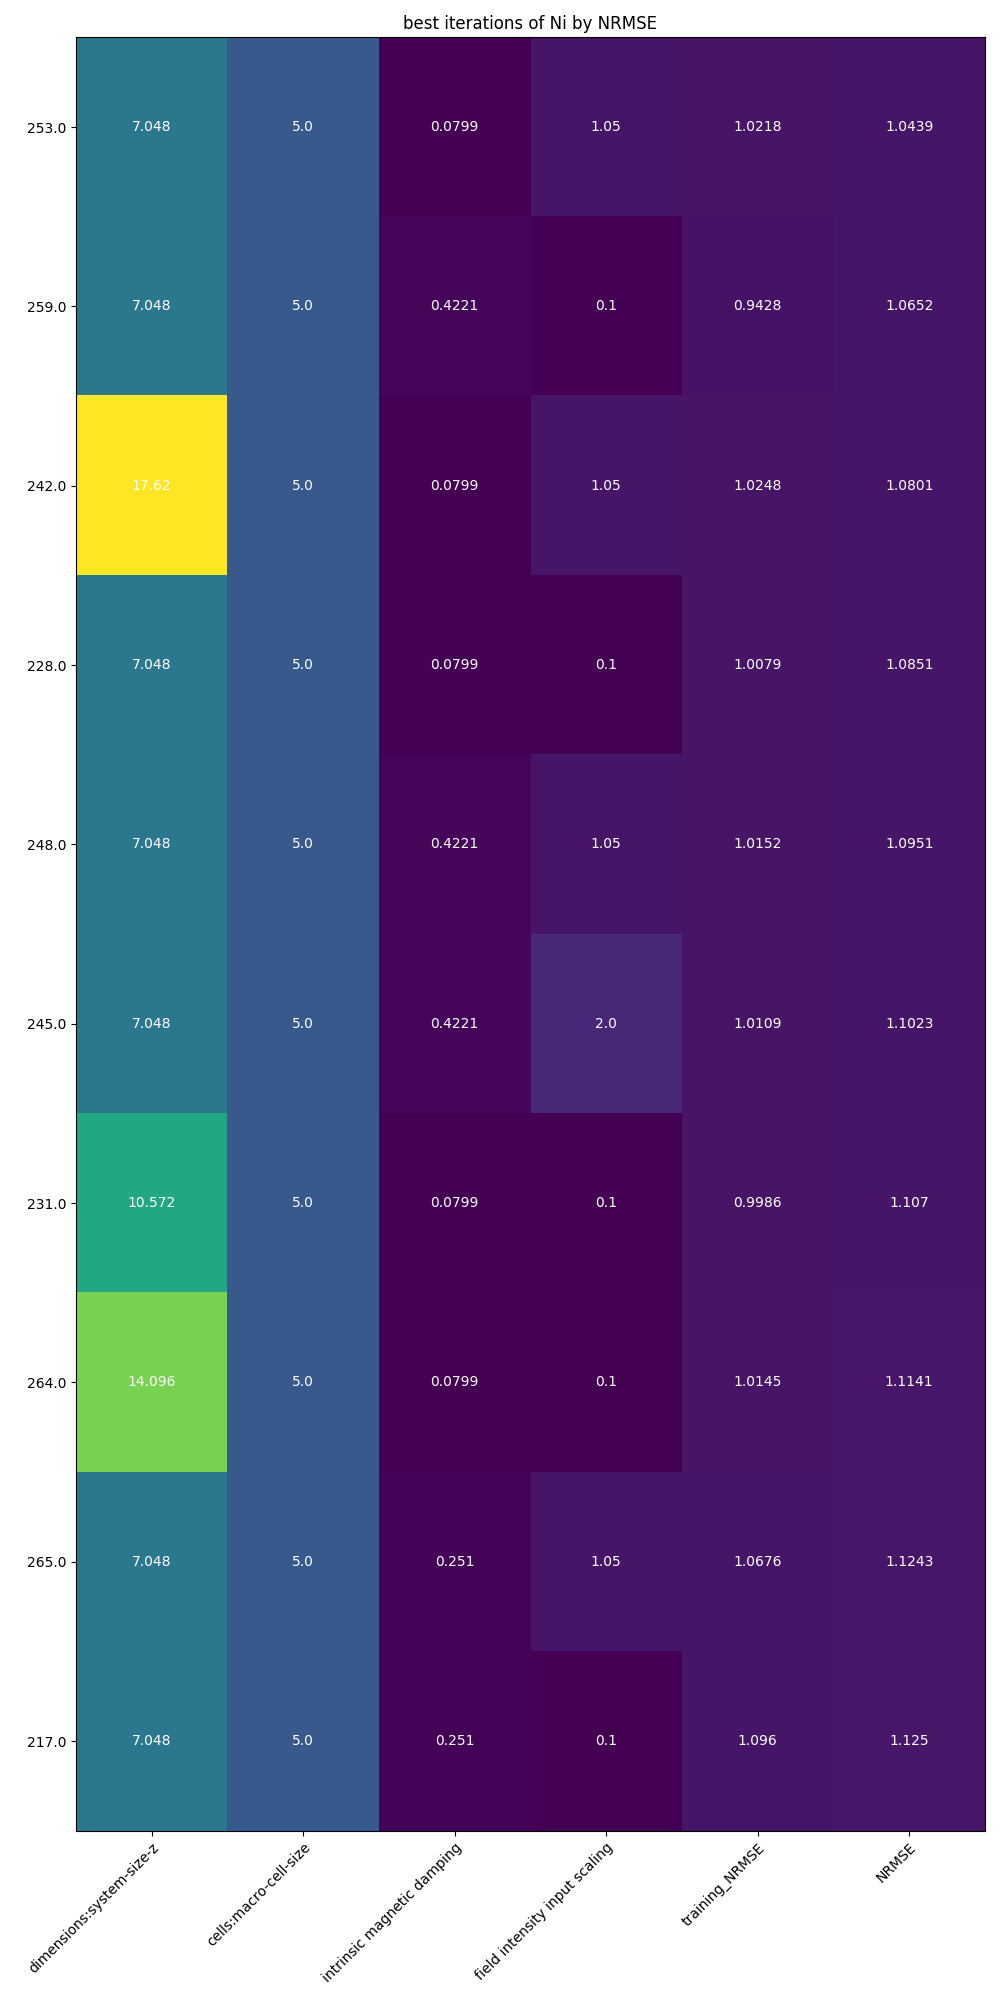 best iterations of Ni by NRMSE
253.0 7.048 5.0 0.0799 1.05 1.0218 1.0439
259.0 7.048 5.0 0.4221 0.1 0.9428 1.0652
242.0 17.62 5.0 0.0799 1.05 1.0248 1.0801
228.0 7.048 5.0 0.0799 0.1 1.0079 1.0851
248.0 7.048 5.0 0.4221 1.05 1.0152 1.0951
245.0 7.048 5.0 0.4221 2.0 1.0109 1.1023
231.0 10.572 5.0 0.0799 0.1 0.9986 1.107
264.0 14.096 5.0 0.0799 0.1 1.0145 1.1141
265.0 7.048 5.0 0.251 1.05 1.0676 1.1243
217.0 7.048 5.0 0.251 0.1 1.096 1.125
dimensions:system-size-z
cells:macro-cell-size
intrinsic magnetic damping
field intensity input scaling
training_NRMSE
NRMSE